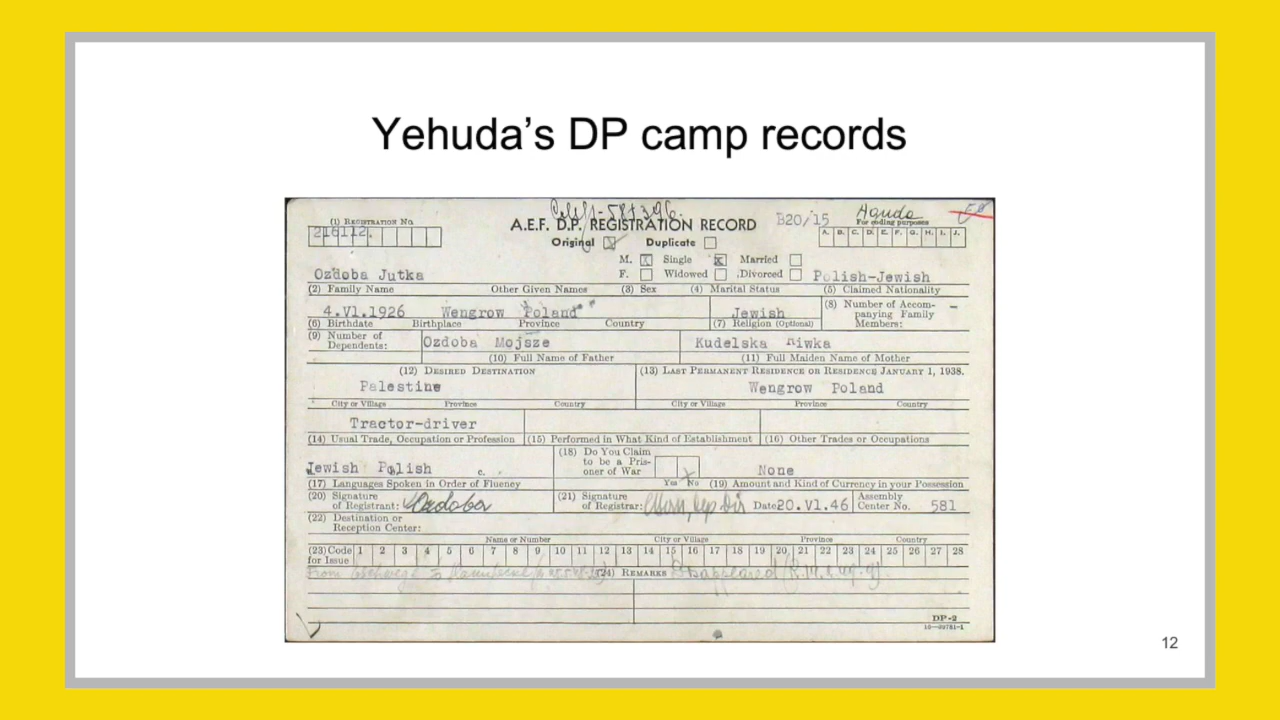 Yehuda's DP camp records
(1) Registration No.
A.E.F. D.P. REGISTRATION RECORD
B20/15
Aguda
For coding purposes
Original Duplicate
A. B. C. D. E. F. G. H. I. J.
M. x Single x Married
F. Widowed Divorced
Ozdoba Jutka
Polish-Jewish
(2) Family Name Other Given Names (3) Sex (4) Marital Status (5) Claimed Nationality
4.VI.1926 Wengrow Poland
Jewish
(8) Number of Accom-
panying Family
Members: -
(6) Birthdate Birthplace Province Country (7) Religion (Optional)
(9) Number of
Dependents:
Ozdoba Mojsze
Kudelska
(10) Full Name of Father (11) Full Maiden Name of Mother
(12) Desired Destination (13) Last Permanent Residence or Residence January 1, 1938.
Palestine Wengrow Poland
City or Village Province Country City or Village Province Country
Tractor-driver
(14) Usual Trade, Occupation or Profession (15) Performed in What Kind of Establishment (16) Other Trades or Occupations
(18) Do You Claim
to be a Pris-
oner of War
Jewish Polish c.
None
Yes No
(17) Languages Spoken in Order of Fluency (19) Amount and Kind of Currency in your Possession
(20) Signature
of Registrant: Ozdoba
(21) Signature
of Registrar:
Date 20.VI.46
Assembly
Center No. 581
(22) Destination or
Reception Center:
Name or Number City or Village Province Country
(23) Code
for Issue
1 2 3 4 5 6 7 8 9 10 11 12 13 14 15 16 17 18 19 20 21 22 23 24 25 26 27 28
(24) Remarks Disappeared
DP-2
16—39781-1
12